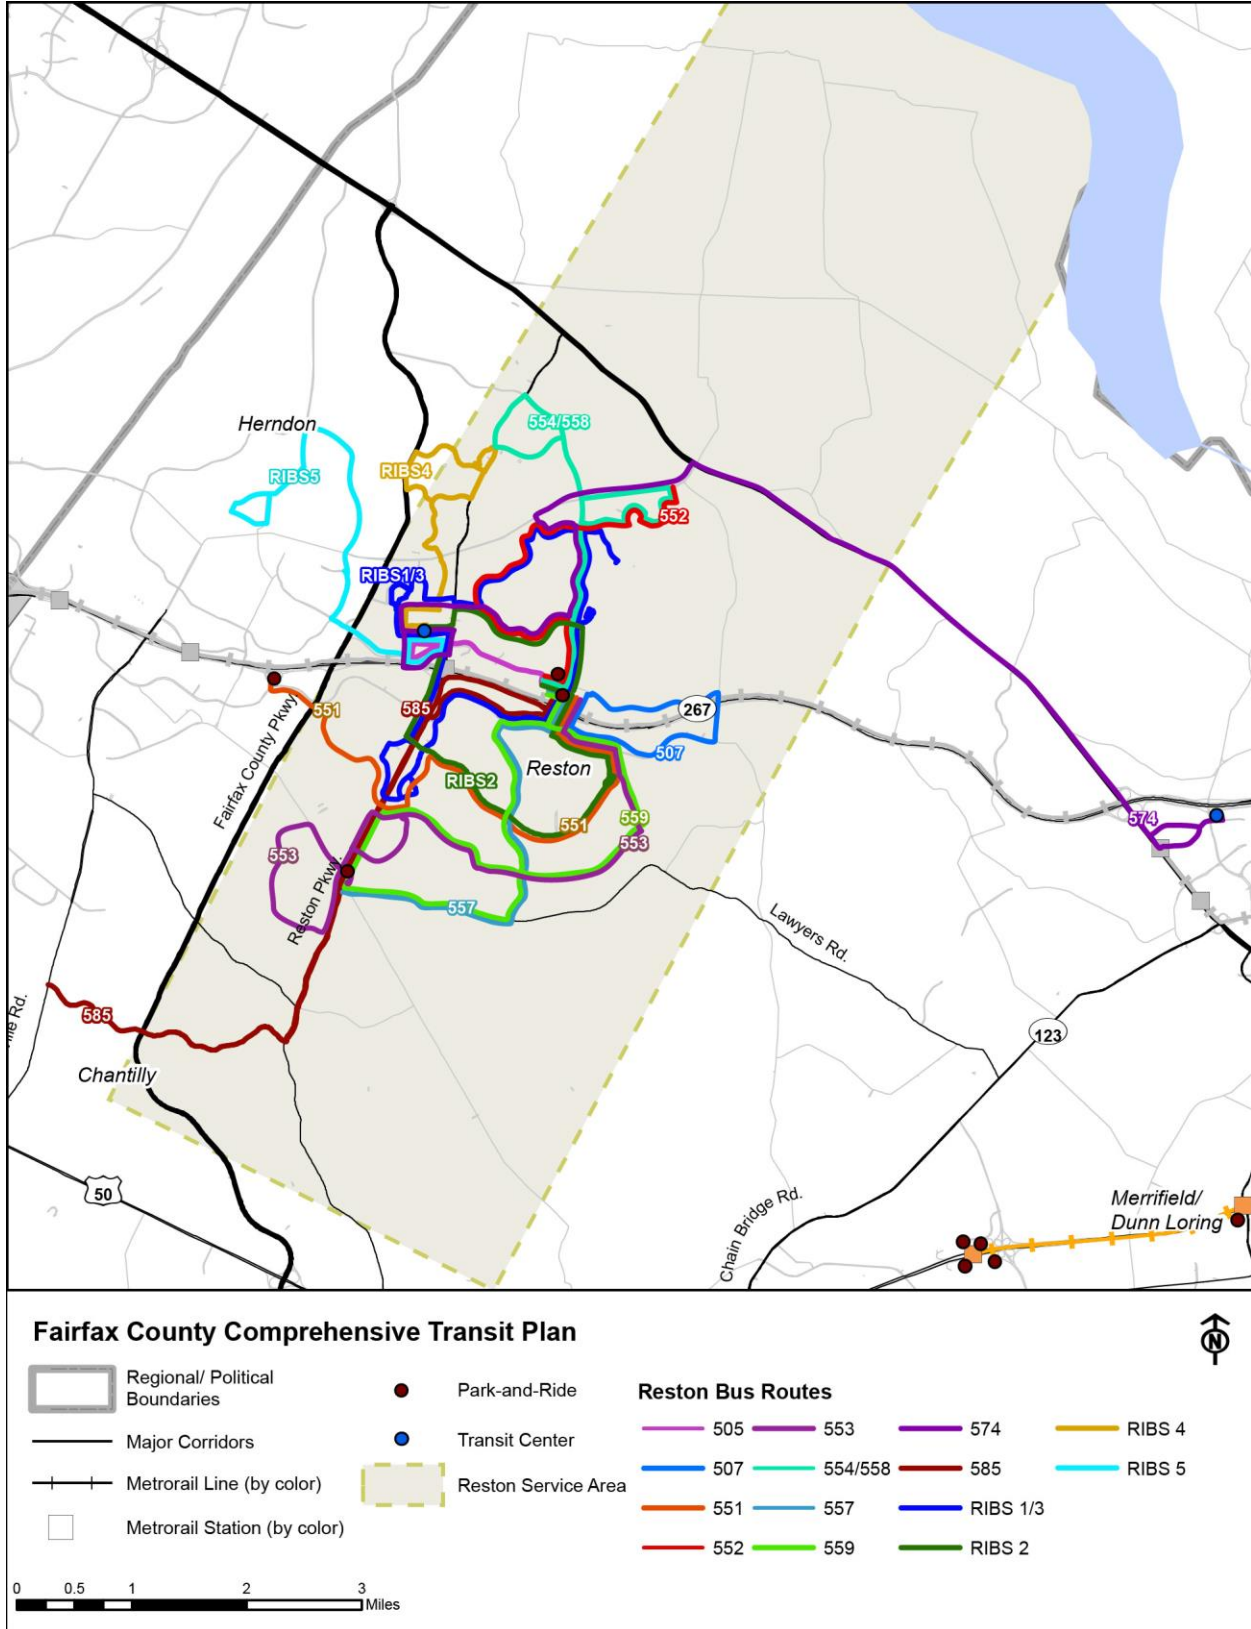 554/558
Herndon
RIBS4
RIBS5
552
RIBS1/3
267
551
585
507
Fairfax County Pkwy.
Reston
RIBS2
559
551
553
574
553
Reston Pkwy.
557
Lawyers Rd.
585
123
Chantilly
50
Chain Bridge Rd.
Merrifield/
Dunn Loring
Fairfax County Comprehensive Transit Plan
N
Regional/ Political
Boundaries
Major Corridors
Metrorail Line (by color)
Metrorail Station (by color)
Park-and-Ride
Transit Center
Reston Service Area
Reston Bus Routes
505
507
551
552
553
554/558
557
559
574
585
RIBS 1/3
RIBS 2
RIBS 4
RIBS 5
0 0.5 1 2 3
Miles